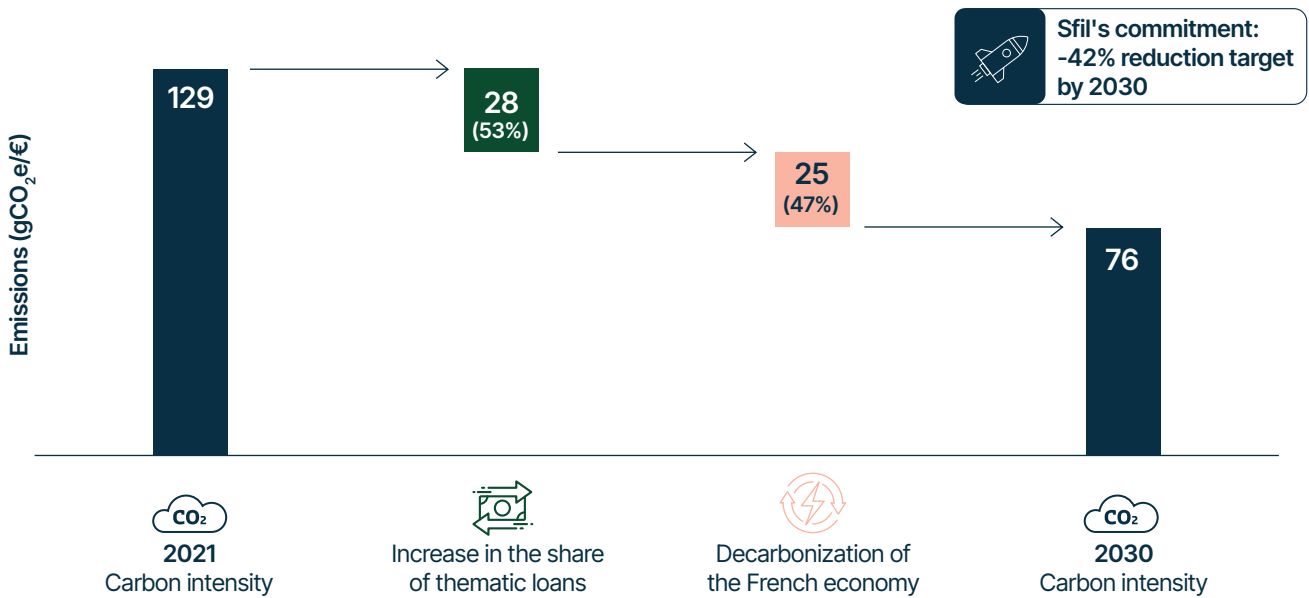 Sfil's commitment:
-42% reduction target
by 2030
Emissions (gCO₂e/€)
129
28
(53%)
25
(47%)
76
CO₂
2021
Carbon intensity
Increase in the share
of thematic loans
Decarbonization of
the French economy
CO₂
2030
Carbon intensity